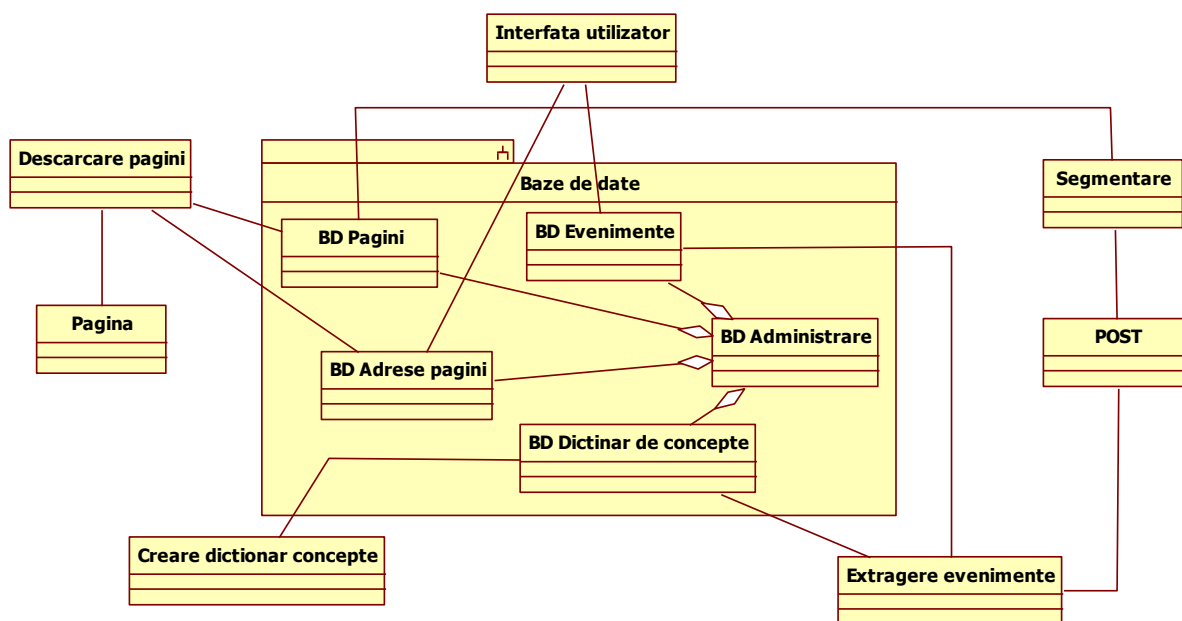 Interfata utilizator
Descarcare pagini
Segmentare
Baze de date
BD Pagini
BD Evenimente
Pagina
BD Administrare
POST
BD Adrese pagini
BD Dictinar de concepte
Creare dictionar concepte
Extragere evenimente